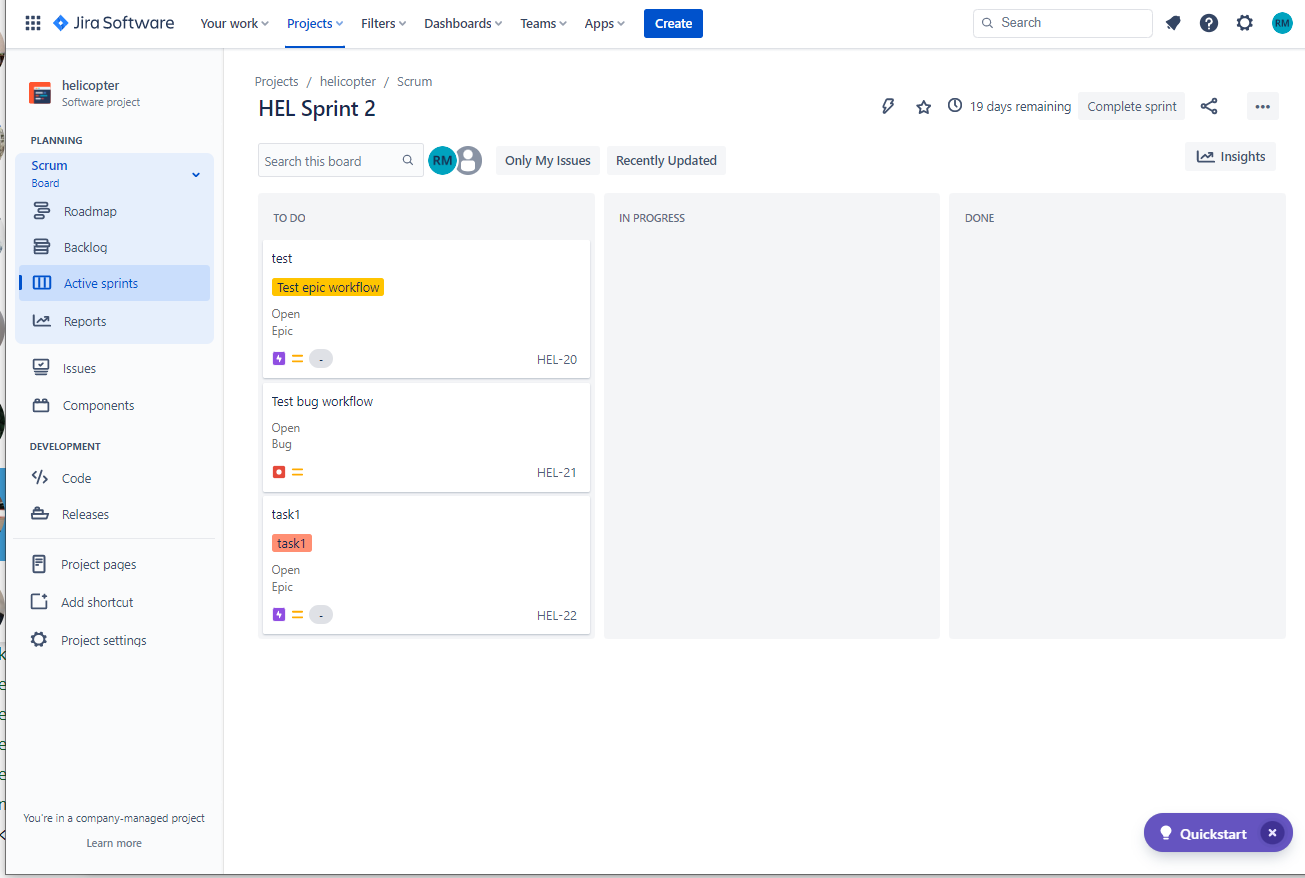 Jira Software
Your work
Projects
Filters
Dashboards
Teams
Apps
Create
Search
RM
helicopter
Software project
PLANNING
Scrum
Board
Roadmap
Backlog
Active sprints
Reports
Issues
Components
DEVELOPMENT
Code
Releases
Project pages
Add shortcut
Project settings
You're in a company-managed project
Learn more
Projects / helicopter / Scrum
HEL Sprint 2
19 days remaining
Complete sprint
Search this board
RM
Only My Issues
Recently Updated
Insights
TO DO
test
Test epic workflow
Open
Epic
-
HEL-20
Test bug workflow
Open
Bug
HEL-21
task1
task1
Open
Epic
-
HEL-22
IN PROGRESS
DONE
Quickstart